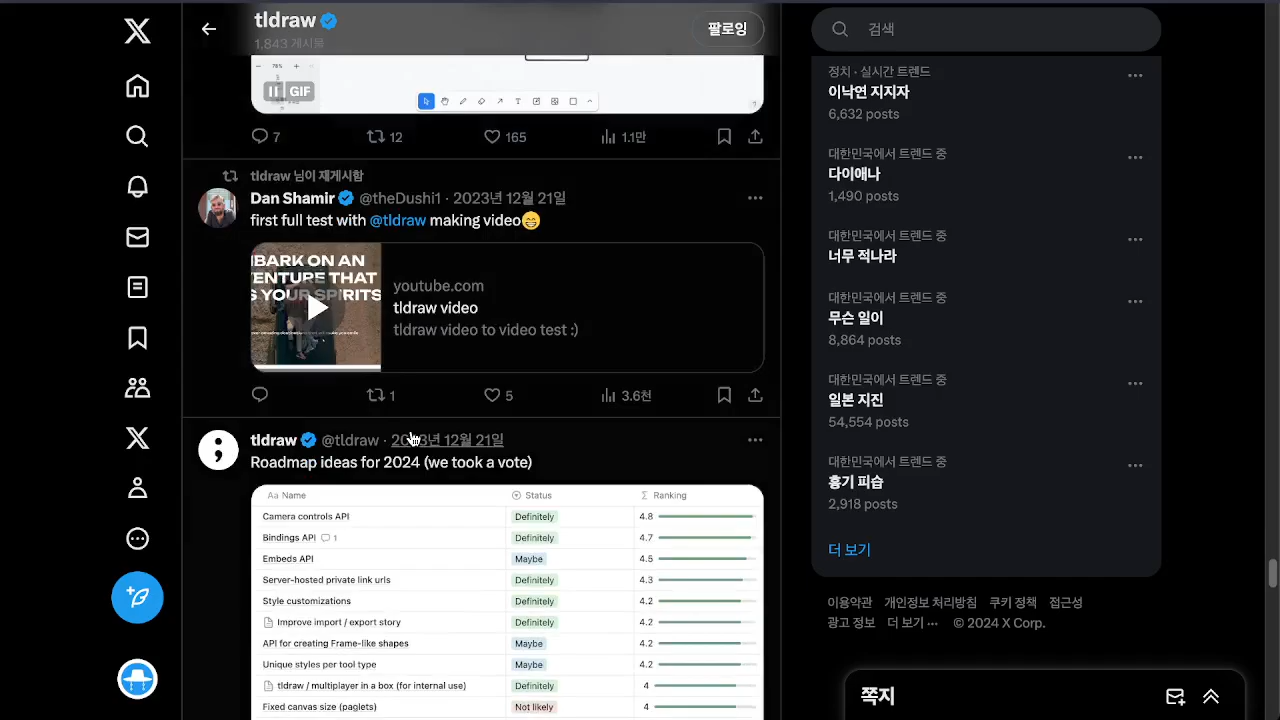 tldraw
1,843 게시물
팔로잉
78%
GIF
7
12
165
1.1만
tldraw 님이 재게시함
Dan Shamir @theDushi1 · 2023년 12월 21일
first full test with @tldraw making video😁
MBARK ON AN
ENTURE THAT
S YOUR SPIRITS
youtube.com
tldraw video
tldraw video to video test :)
1
5
3.6천
tldraw @tldraw · 2023년 12월 21일
Roadmap ideas for 2024 (we took a vote)
Aa Name Status Σ Ranking
Camera controls API Definitely 4.8
Bindings API 1 Definitely 4.7
Embeds API Maybe 4.5
Server-hosted private link urls Definitely 4.3
Style customizations Definitely 4.2
Improve import / export story Definitely 4.2
API for creating Frame-like shapes Maybe 4.2
Unique styles per tool type Maybe 4.2
tldraw / multiplayer in a box (for internal use) Definitely 4
Fixed canvas size (paglets) Not likely 4
검색
정치 · 실시간 트렌드
이낙연 지지자
6,632 posts
대한민국에서 트렌드 중
다이애나
1,490 posts
대한민국에서 트렌드 중
너무 적나라
대한민국에서 트렌드 중
무슨 일이
8,864 posts
대한민국에서 트렌드 중
일본 지진
54,554 posts
대한민국에서 트렌드 중
흉기 피습
2,918 posts
더 보기
이용약관 개인정보 처리방침 쿠키 정책 접근성
광고 정보 더 보기 ··· © 2024 X Corp.
쪽지